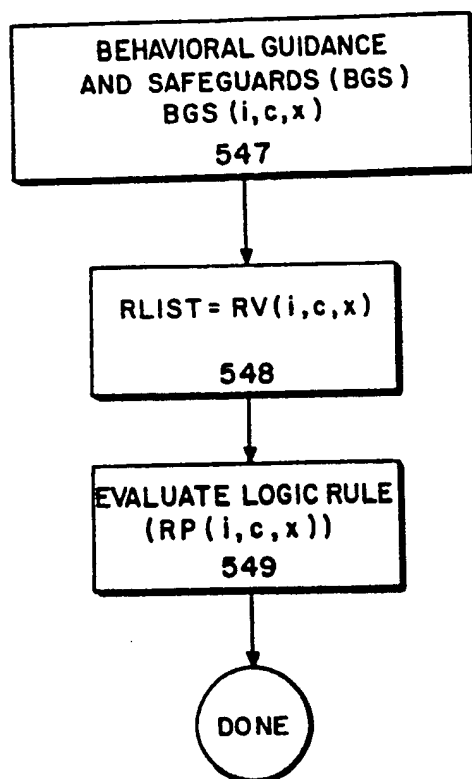 BEHAVIORAL GUIDANCE
AND SAFEGUARDS (BGS)
BGS (i,c,x)
547
RLIST = RV(i,c,x)
548
EVALUATE LOGIC RULE
(RP(i,c,x))
549
DONE